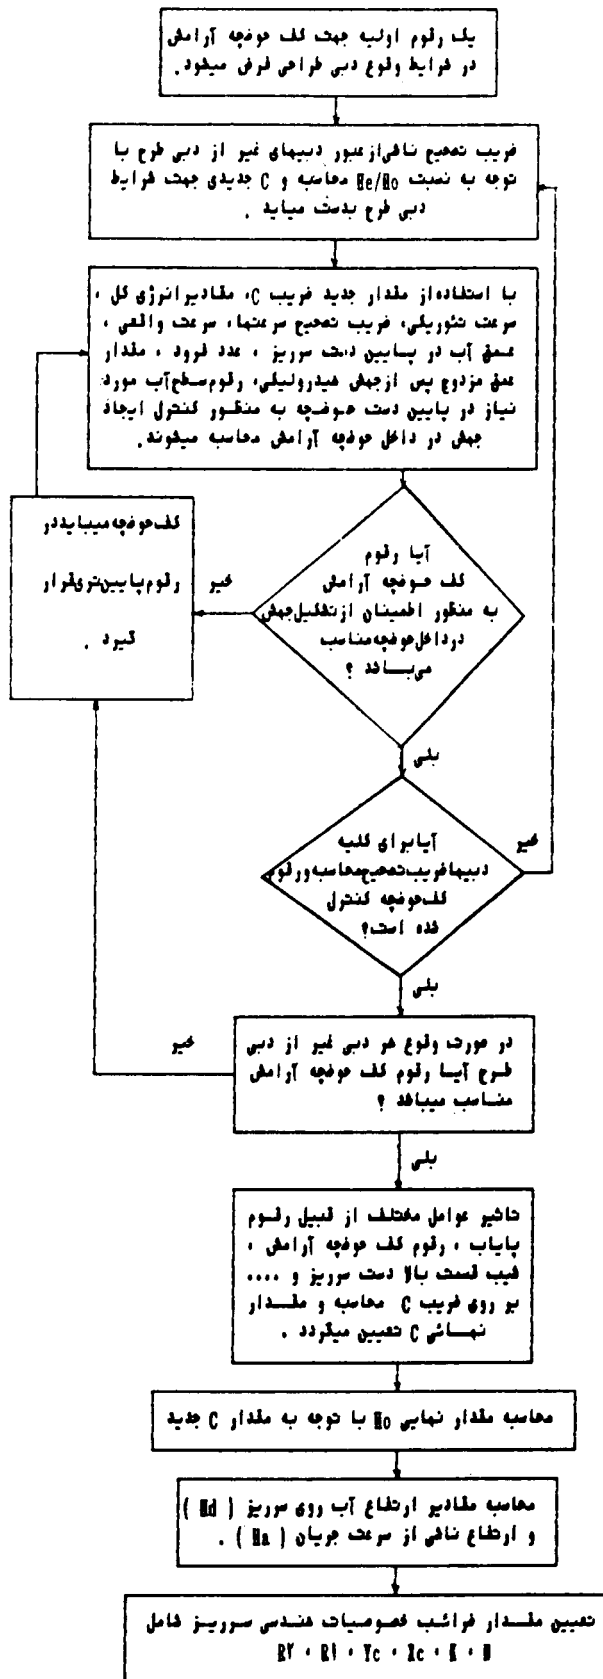 یک رقوم اولیه جهت کف حوضچه آرامش
در شرایط وقوع دبی طراحی فرض میشود.
ضریب تصحیح ناشی از عبور دبیهای غیر از دبی طرح با
توجه به نسبت He/Ho محاسبه و C جدیدی جهت شرایط
دبی طرح بدست میاید .
با استفاده از مقدار جدید ضریب C، مقادیر انرژی کل ،
سرعت تئوریکی، ضریب تصحیح سرعتها، سرعت واقعی ،
عمق آب در پایین دست سرریز ، عدد فرود ، مقدار
عمق مزدوج پس از جهش هیدرولیکی، رقوم سطح آب مورد
نیاز در پایین دست حوضچه به منظور کنترل ایجاد
جهش در داخل حوضچه آرامش محاسبه میشوند.
آیا رقوم
کف حوضچه آرامش
به منظور اطمینان از تشکیل جهش
در داخل حوضچه مناسب
می باشد ؟
خیر
کف حوضچه میباید در
رقوم پایین تری قرار
گیرد .
بلی
آیا برای کلیه
دبیها ضریب تصحیح محاسبه و رقوم
کف حوضچه کنترل
شده است؟
خیر
بلی
در صورت وقوع هر دبی غیر از دبی
طرح آیا رقوم کف حوضچه آرامش
مناسب میباشد ؟
خیر
بلی
تاثیر عوامل مختلف از قبیل رقوم
پایاب ، رقوم کف حوضچه آرامش ،
شیب قسمت بالا دست سرریز و ....
بر روی ضریب C محاسبه و مقدار
نهائی C تعیین میگردد .
محاسبه مقدار نهایی Ho با توجه به مقدار C جدید
محاسبه مقادیر ارتفاع آب روی سرریز ( Hd )
و ارتفاع ناشی از سرعت جریان ( Ha ) .
تعیین مقدار ضرائب خصوصیات هندسی سرریز شامل
R۲ ، R۱ ، Yc ، Xc ، K ، N